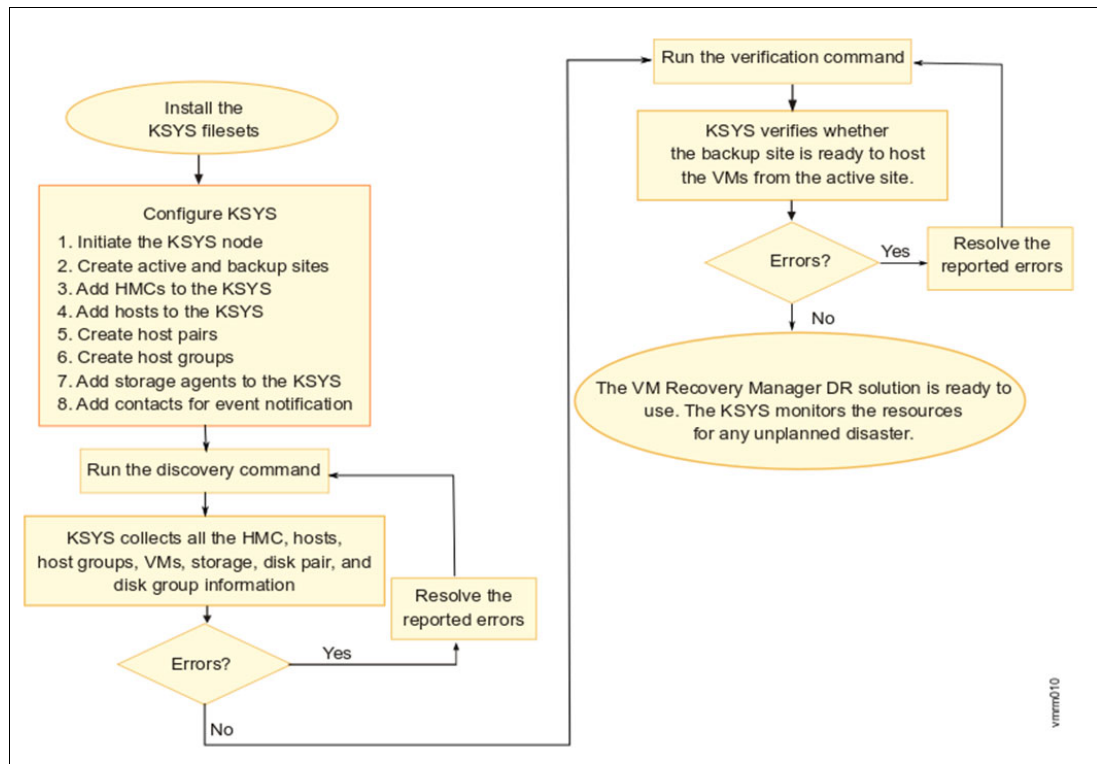 Install the
KSYS filesets
Configure KSYS
1. Initiate the KSYS node
2. Create active and backup sites
3. Add HMCs to the KSYS
4. Add hosts to the KSYS
5. Create host pairs
6. Create host groups
7. Add storage agents to the KSYS
8. Add contacts for event notification
Run the discovery command
KSYS collects all the HMC, hosts,
host groups, VMs, storage, disk pair, and
disk group information
Resolve the
reported errors
Errors?
Yes
No
Run the verification command
KSYS verifies whether
the backup site is ready to host
the VMs from the active site.
Errors?
Yes
Resolve the
reported errors
No
The VM Recovery Manager DR solution is ready to
use. The KSYS monitors the resources
for any unplanned disaster.
vmrm010